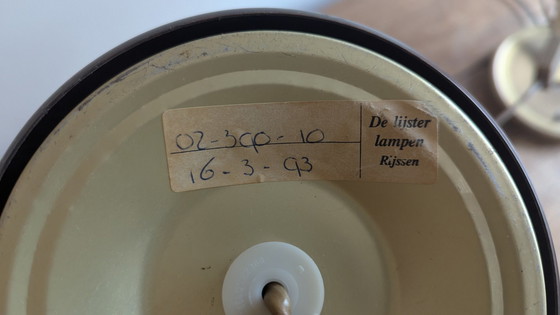 02-3cp-10
16-3-93
De lijster
lampen
Rijssen